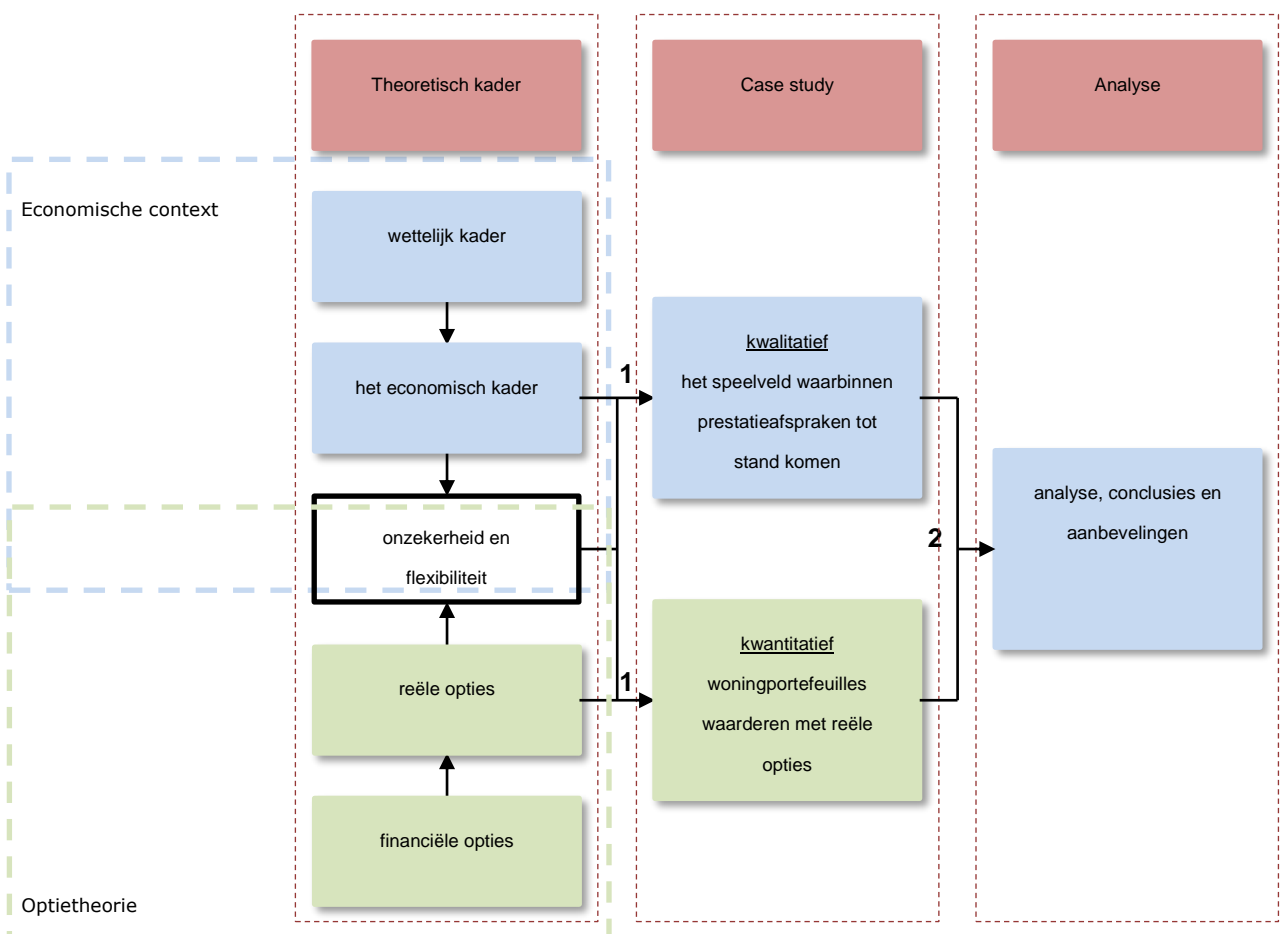 Theoretisch kader
Case study
Analyse
Economische context
wettelijk kader
het economisch kader
onzekerheid en
flexibiliteit
reële opties
financiële opties
Optietheorie
1
1
kwalitatief
het speelveld waarbinnen
prestatieafspraken tot
stand komen
kwantitatief
woningportefeuilles
waarderen met reële
opties
2
analyse, conclusies en
aanbevelingen